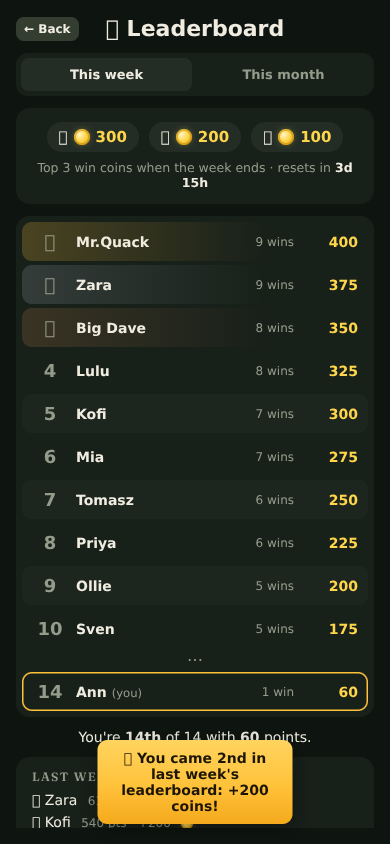 ← Back
Leaderboard
This week
This month
300
200
100
Top 3 win coins when the week ends · resets in 3d
15h
Mr.Quack 9 wins 400
Zara 9 wins 375
Big Dave 8 wins 350
4 Lulu 8 wins 325
5 Kofi 7 wins 300
6 Mia 7 wins 275
7 Tomasz 6 wins 250
8 Priya 6 wins 225
9 Ollie 5 wins 200
10 Sven 5 wins 175
...
14 Ann (you) 1 win 60
You're 14th of 14 with 60 points.
You came 2nd in
last week's
leaderboard: +200
coins!
LAST
Zara
Kofi 540 pts +200